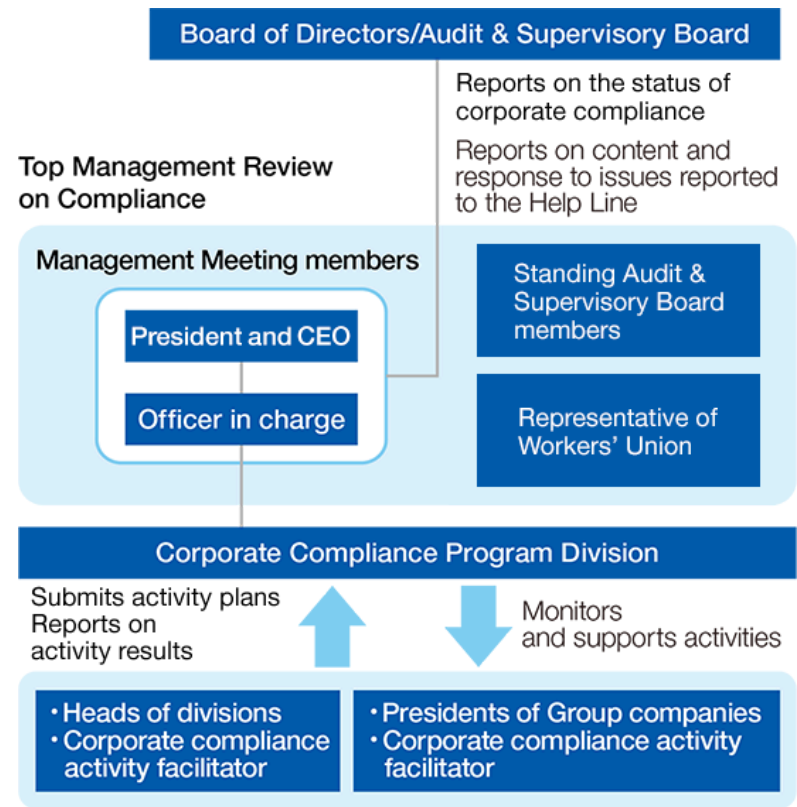 Board of Directors/Audit & Supervisory Board
Reports on the status of
corporate compliance
Reports on content and
response to issues reported
to the Help Line
Top Management Review
on Compliance
Management Meeting members
President and CEO
Officer in charge
Standing Audit &
Supervisory Board
members
Representative of
Workers’ Union
Corporate Compliance Program Division
Submits activity plans
Reports on
activity results
Monitors
and supports activities
・Heads of divisions
・Corporate compliance
activity facilitator
・Presidents of Group companies
・Corporate compliance activity
facilitator